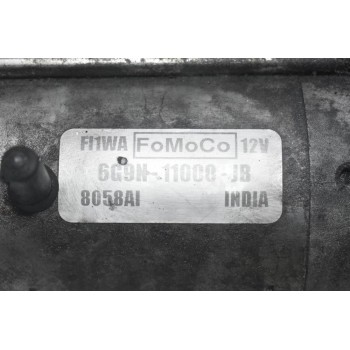 FI1WA FoMoCo 12V
6G9N-11000-JB
8058AI INDIA